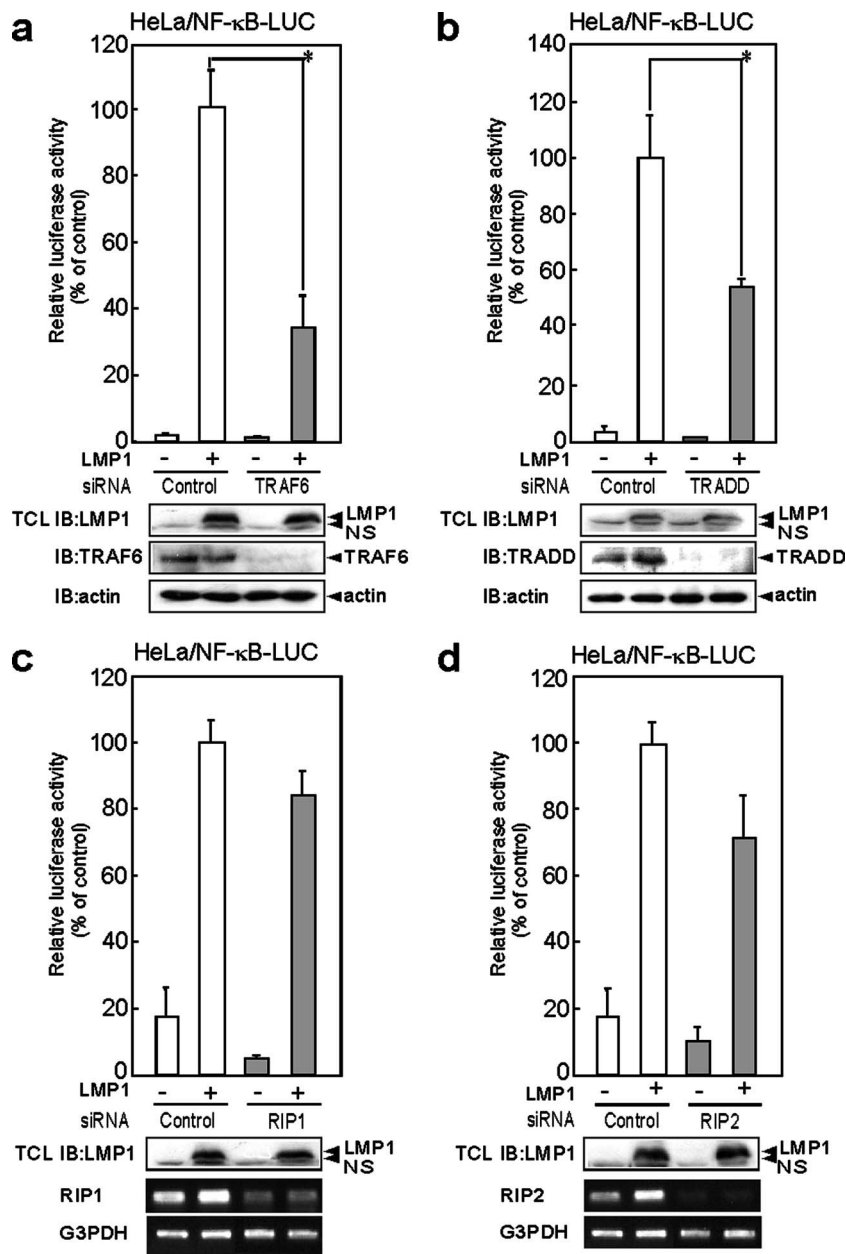 a
HeLa/NF-κB-LUC
Relative luciferase activity
(% of control)
120
100
80
60
40
20
0
*
LMP1 - + - +
siRNA Control TRAF6
TCL IB:LMP1 LMP1
NS
IB:TRAF6 TRAF6
IB:actin actin
b
HeLa/NF-κB-LUC
Relative luciferase activity
(% of control)
140
120
100
80
60
40
20
0
*
LMP1 - + - +
siRNA Control TRADD
TCL IB:LMP1 LMP1
NS
IB:TRADD TRADD
IB:actin actin
c
HeLa/NF-κB-LUC
Relative luciferase activity
(% of control)
120
100
80
60
40
20
0
LMP1 - + - +
siRNA Control RIP1
TCL IB:LMP1 LMP1
NS
RIP1
G3PDH
d
HeLa/NF-κB-LUC
Relative luciferase activity
(% of control)
120
100
80
60
40
20
0
LMP1 - + - +
siRNA Control RIP2
TCL IB:LMP1 LMP1
NS
RIP2
G3PDH